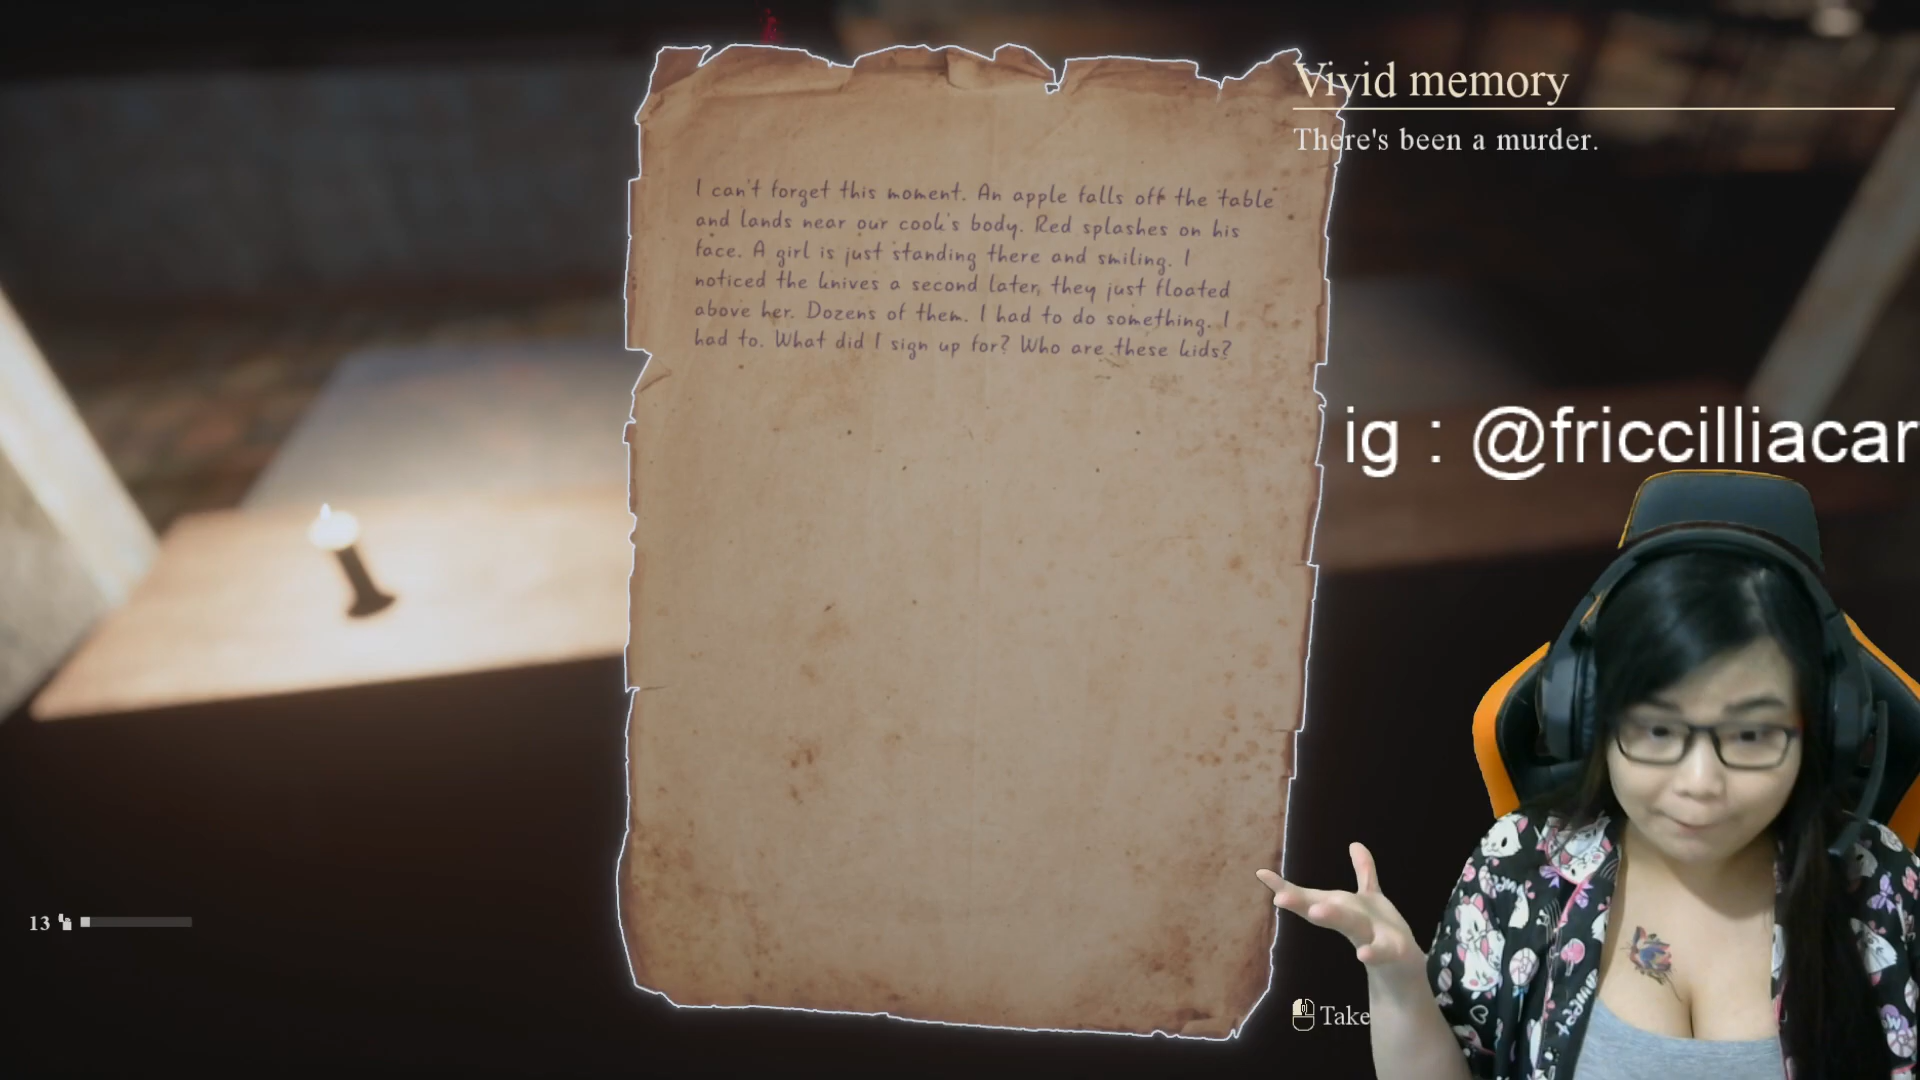 Vivid memory
There's been a murder.
I can't forget this moment. An apple falls off the table
and lands near our cook's body. Red splashes on his
face. A girl is just standing there and smiling. I
noticed the knives a second later, they just floated
above her. Dozens of them. I had to do something. I
had to. What did I sign up for? Who are these kids?
ig : @friccilliacar
13
Take